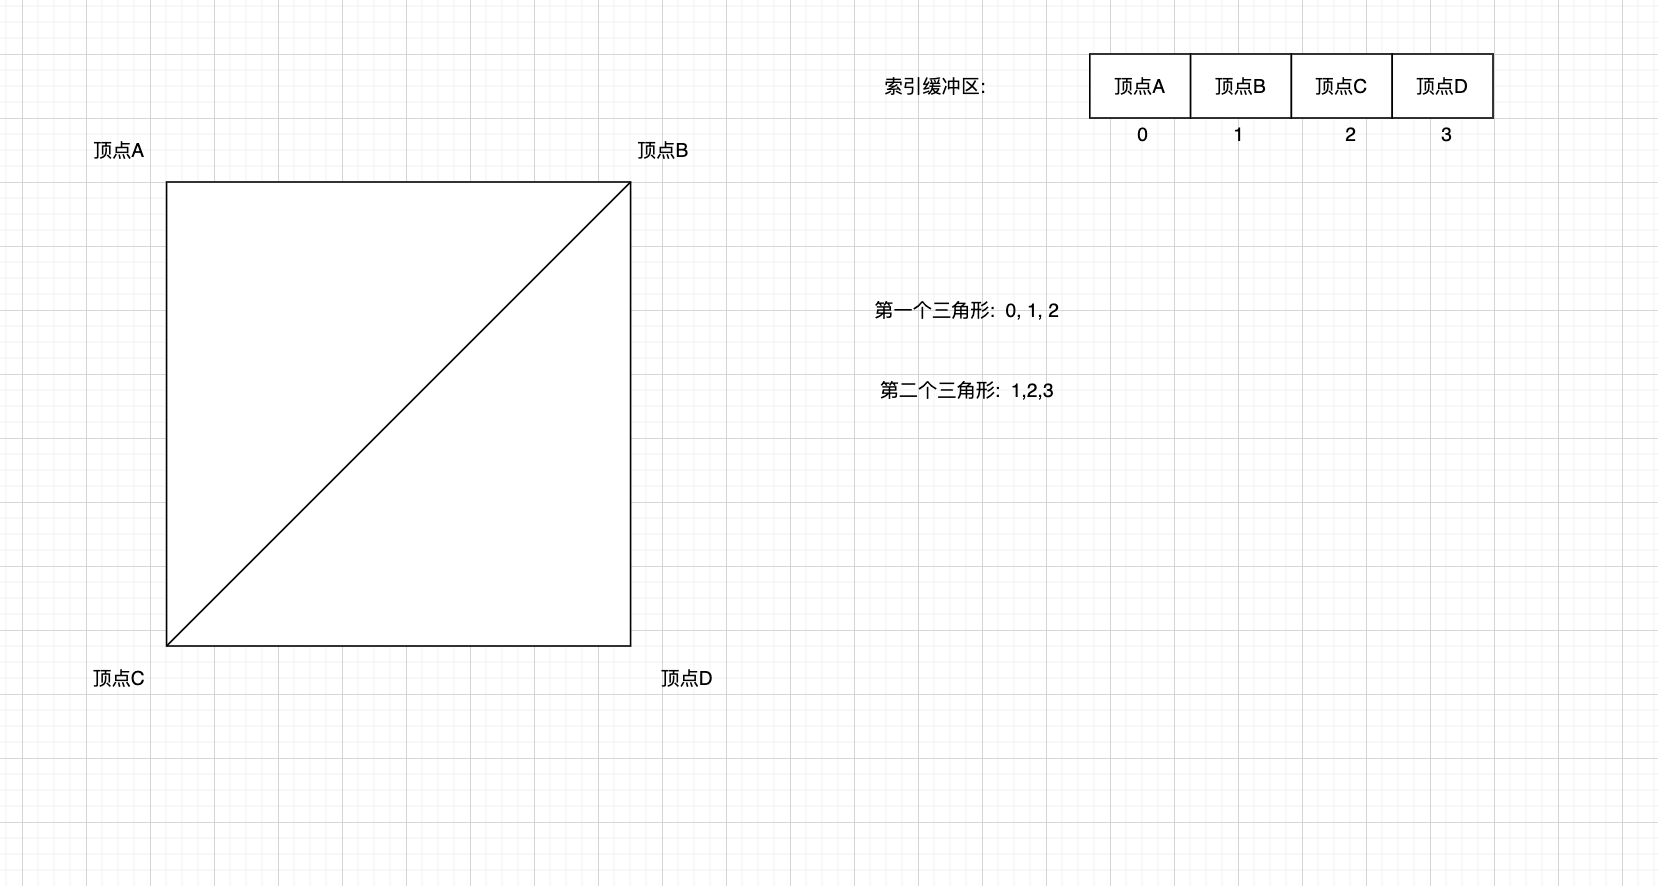 索引缓冲区:
顶点A 顶点B 顶点C 顶点D
0 1 2 3
顶点A 顶点B
第一个三角形: 0, 1, 2
第二个三角形: 1,2,3
顶点C 顶点D